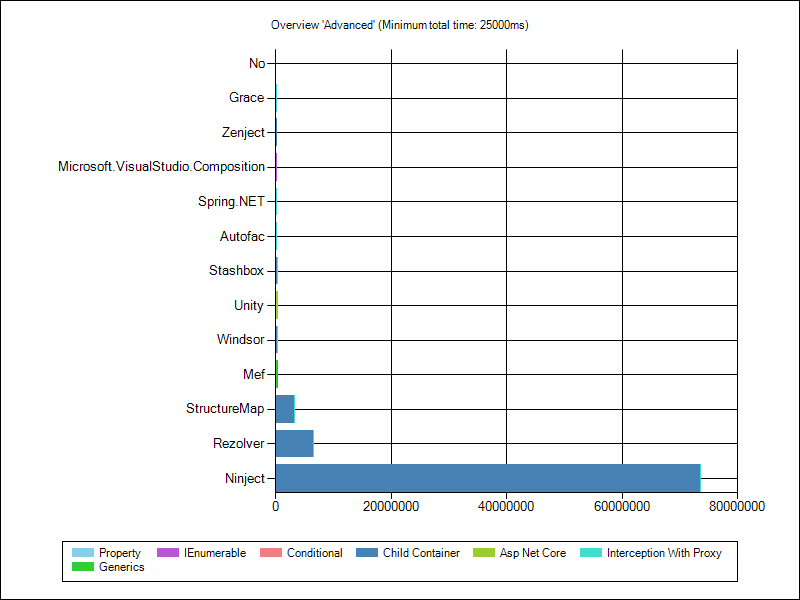 Overview 'Advanced' (Minimum total time: 25000ms)
No
Grace
Zenject
Microsoft.VisualStudio.Composition
Spring.NET
Autofac
Stashbox
Unity
Windsor
Mef
StructureMap
Rezolver
Ninject
0 20000000 40000000 60000000 80000000
Property IEnumerable Conditional Child Container Asp Net Core Interception With Proxy
Generics